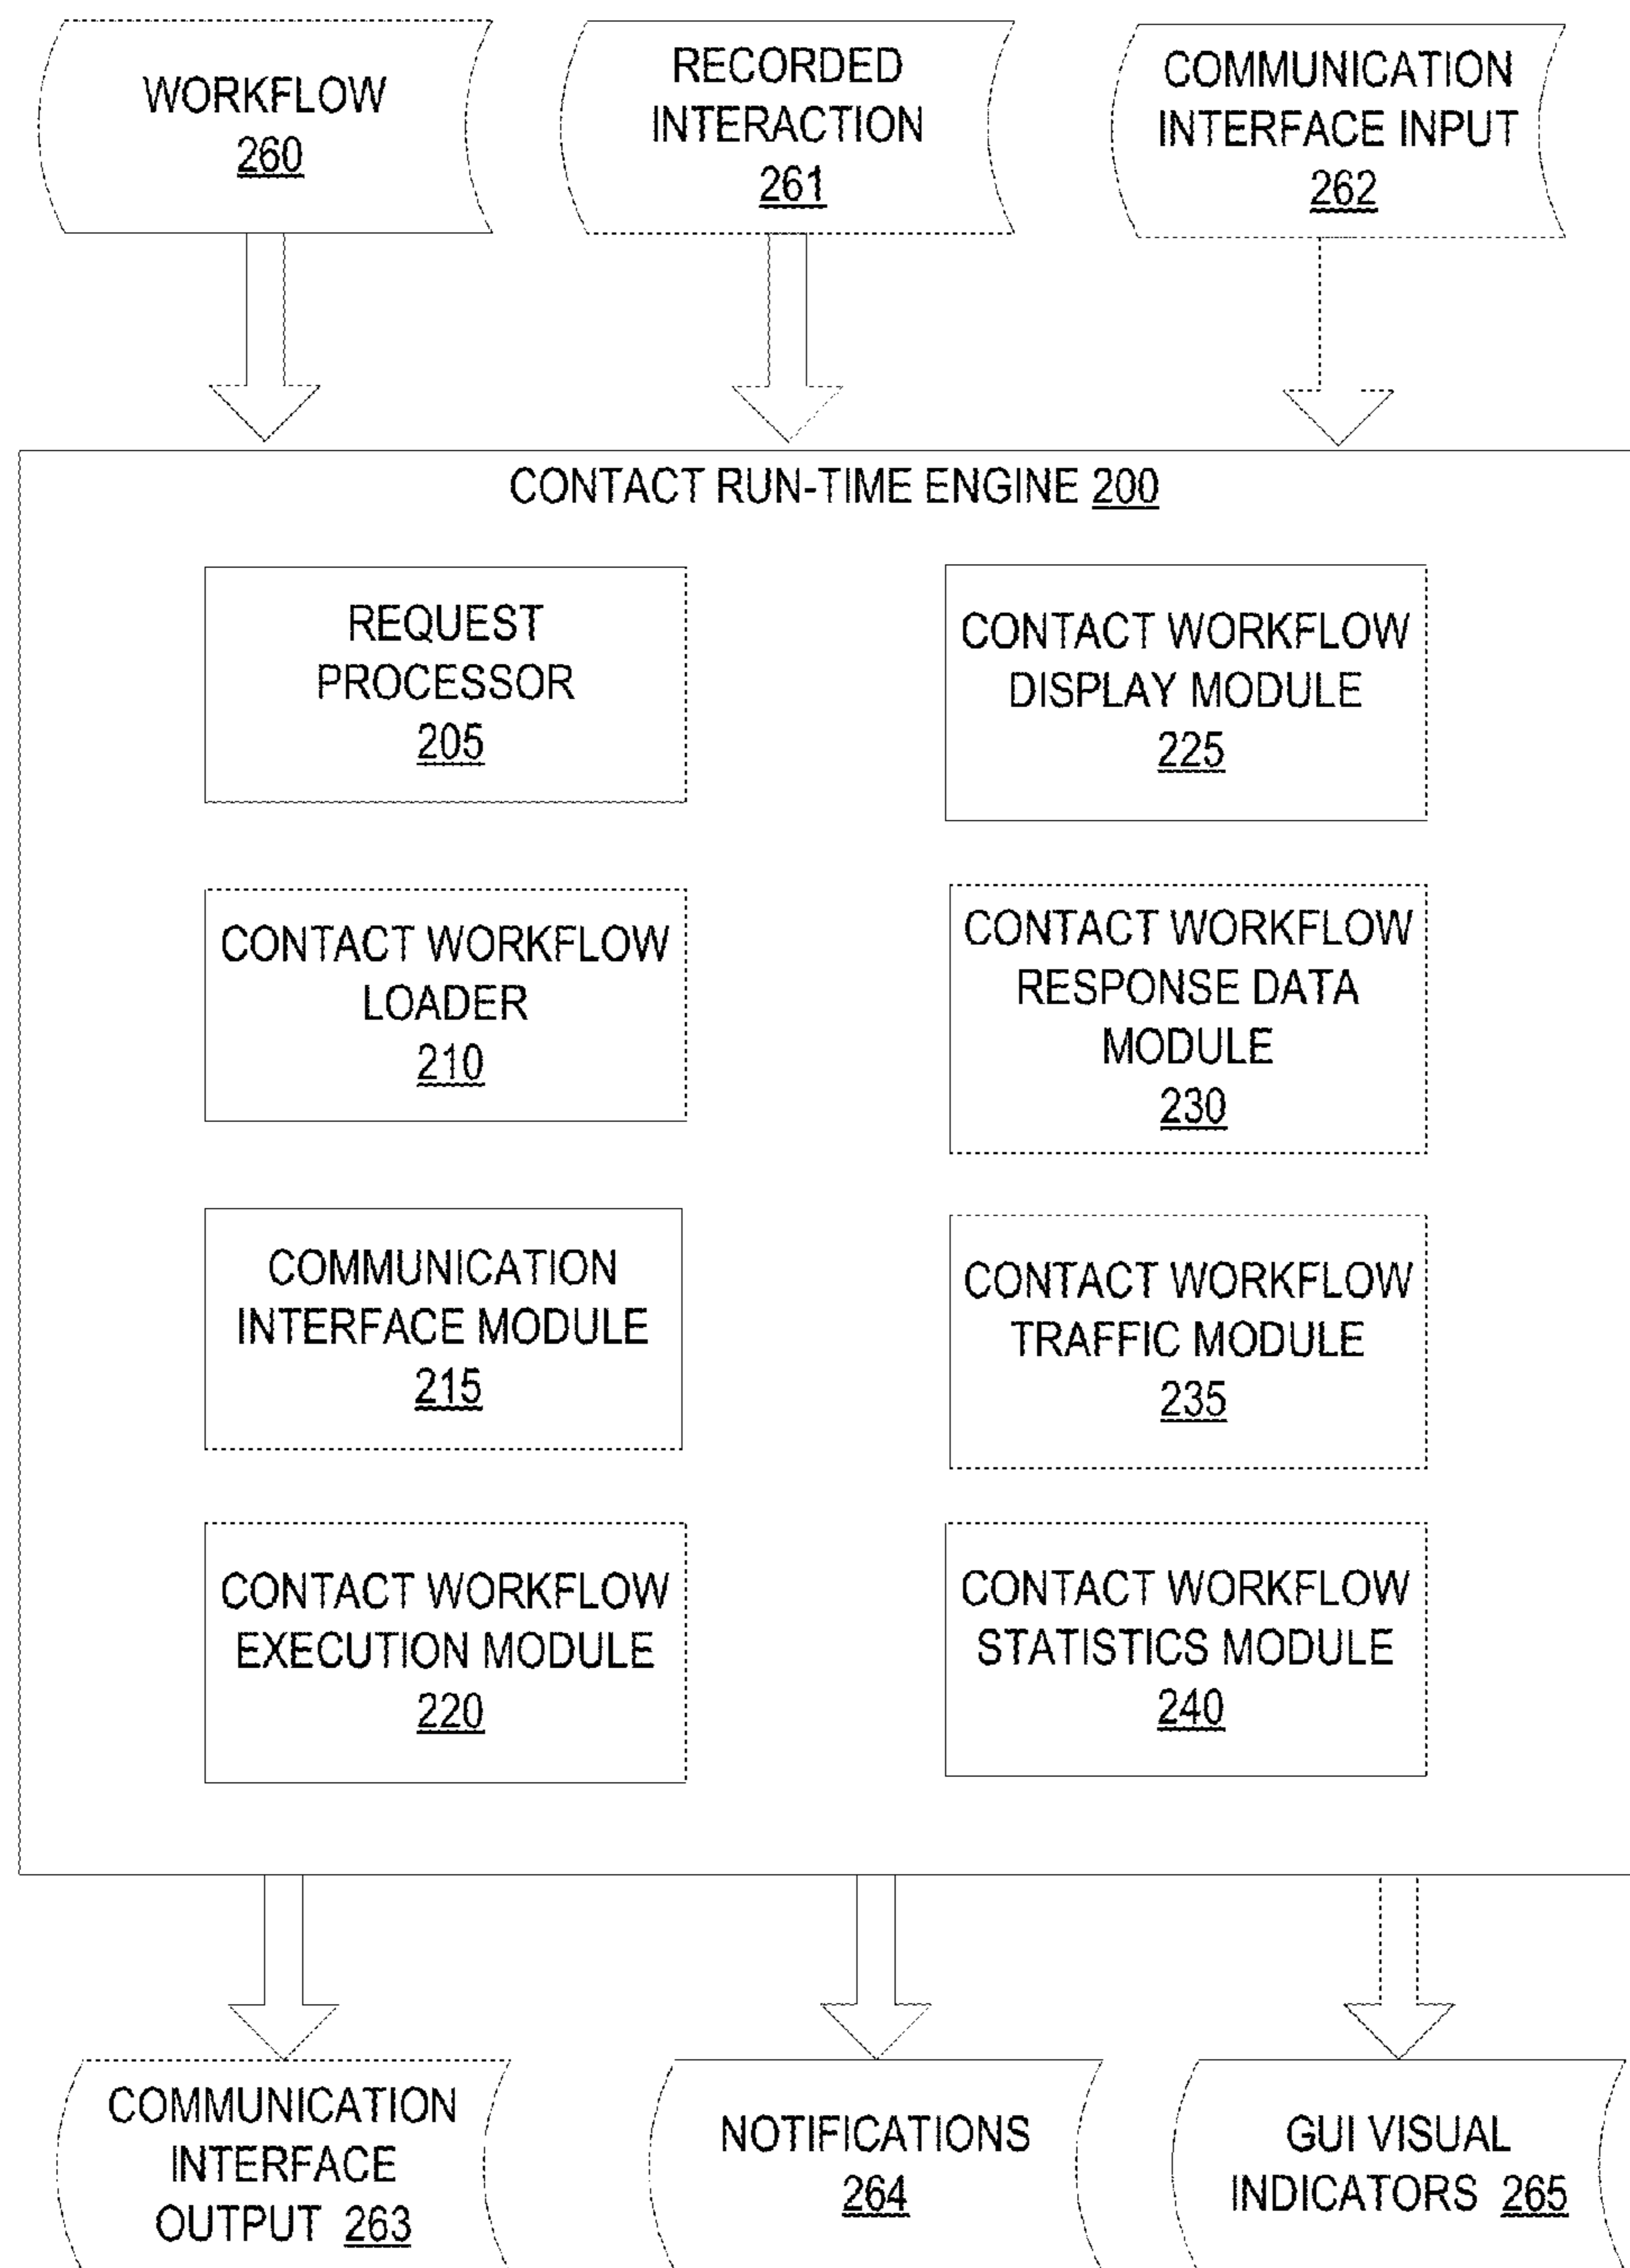 WORKFLOW
260
RECORDED
INTERACTION
261
COMMUNICATION
INTERFACE INPUT
262
CONTACT RUN-TIME ENGINE 200
REQUEST
PROCESSOR
205
CONTACT WORKFLOW
DISPLAY MODULE
225
CONTACT WORKFLOW
LOADER
210
CONTACT WORKFLOW
RESPONSE DATA
MODULE
230
COMMUNICATION
INTERFACE MODULE
215
CONTACT WORKFLOW
TRAFFIC MODULE
235
CONTACT WORKFLOW
EXECUTION MODULE
220
CONTACT WORKFLOW
STATISTICS MODULE
240
COMMUNICATION
INTERFACE
OUTPUT 263
NOTIFICATIONS
264
GUI VISUAL
INDICATORS 265